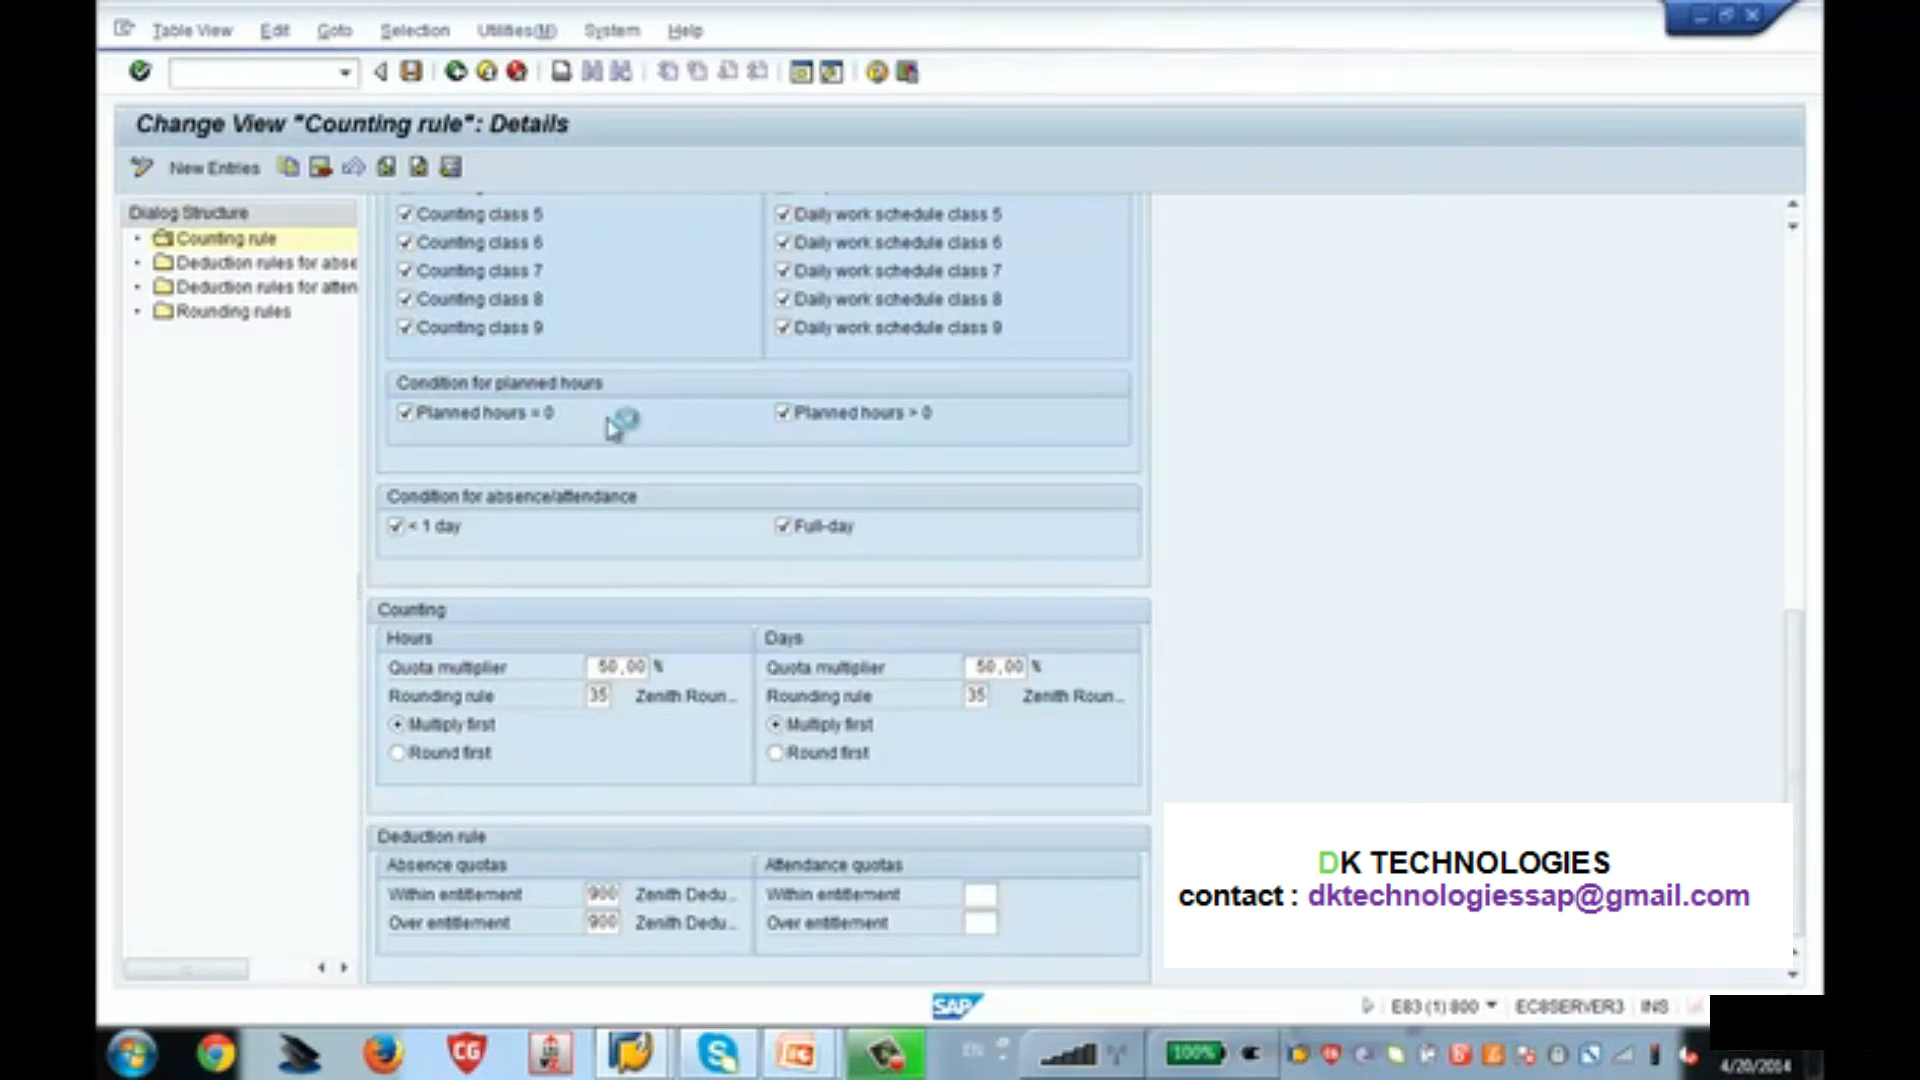 Table View Edit Goto Selection Utilities(M) System Help
Change View "Counting rule": Details
New Entries
Dialog Structure
Counting rule
Deduction rules for abse
Deduction rules for atten
Rounding rules
Counting class 5 Daily work schedule class 5
Counting class 6 Daily work schedule class 6
Counting class 7 Daily work schedule class 7
Counting class 8 Daily work schedule class 8
Counting class 9 Daily work schedule class 9
Condition for planned hours
Planned hours = 0 Planned hours > 0
Condition for absence/attendance
< 1 day Full-day
Counting
Hours Days
Quota multiplier 50,00 % Quota multiplier 50,00 %
Rounding rule 35 Zenith Roun... Rounding rule 35 Zenith Roun...
Multiply first Multiply first
Round first Round first
Deduction rule
Absence quotas Attendance quotas
Within entitlement 900 Zenith Dedu... Within entitlement
Over entitlement 900 Zenith Dedu... Over entitlement
DK TECHNOLOGIES
contact : dktechnologiessap@gmail.com
SAP E83 (1) 800 EC8SERVER3 INS
CG EN 100% 4/20/2014